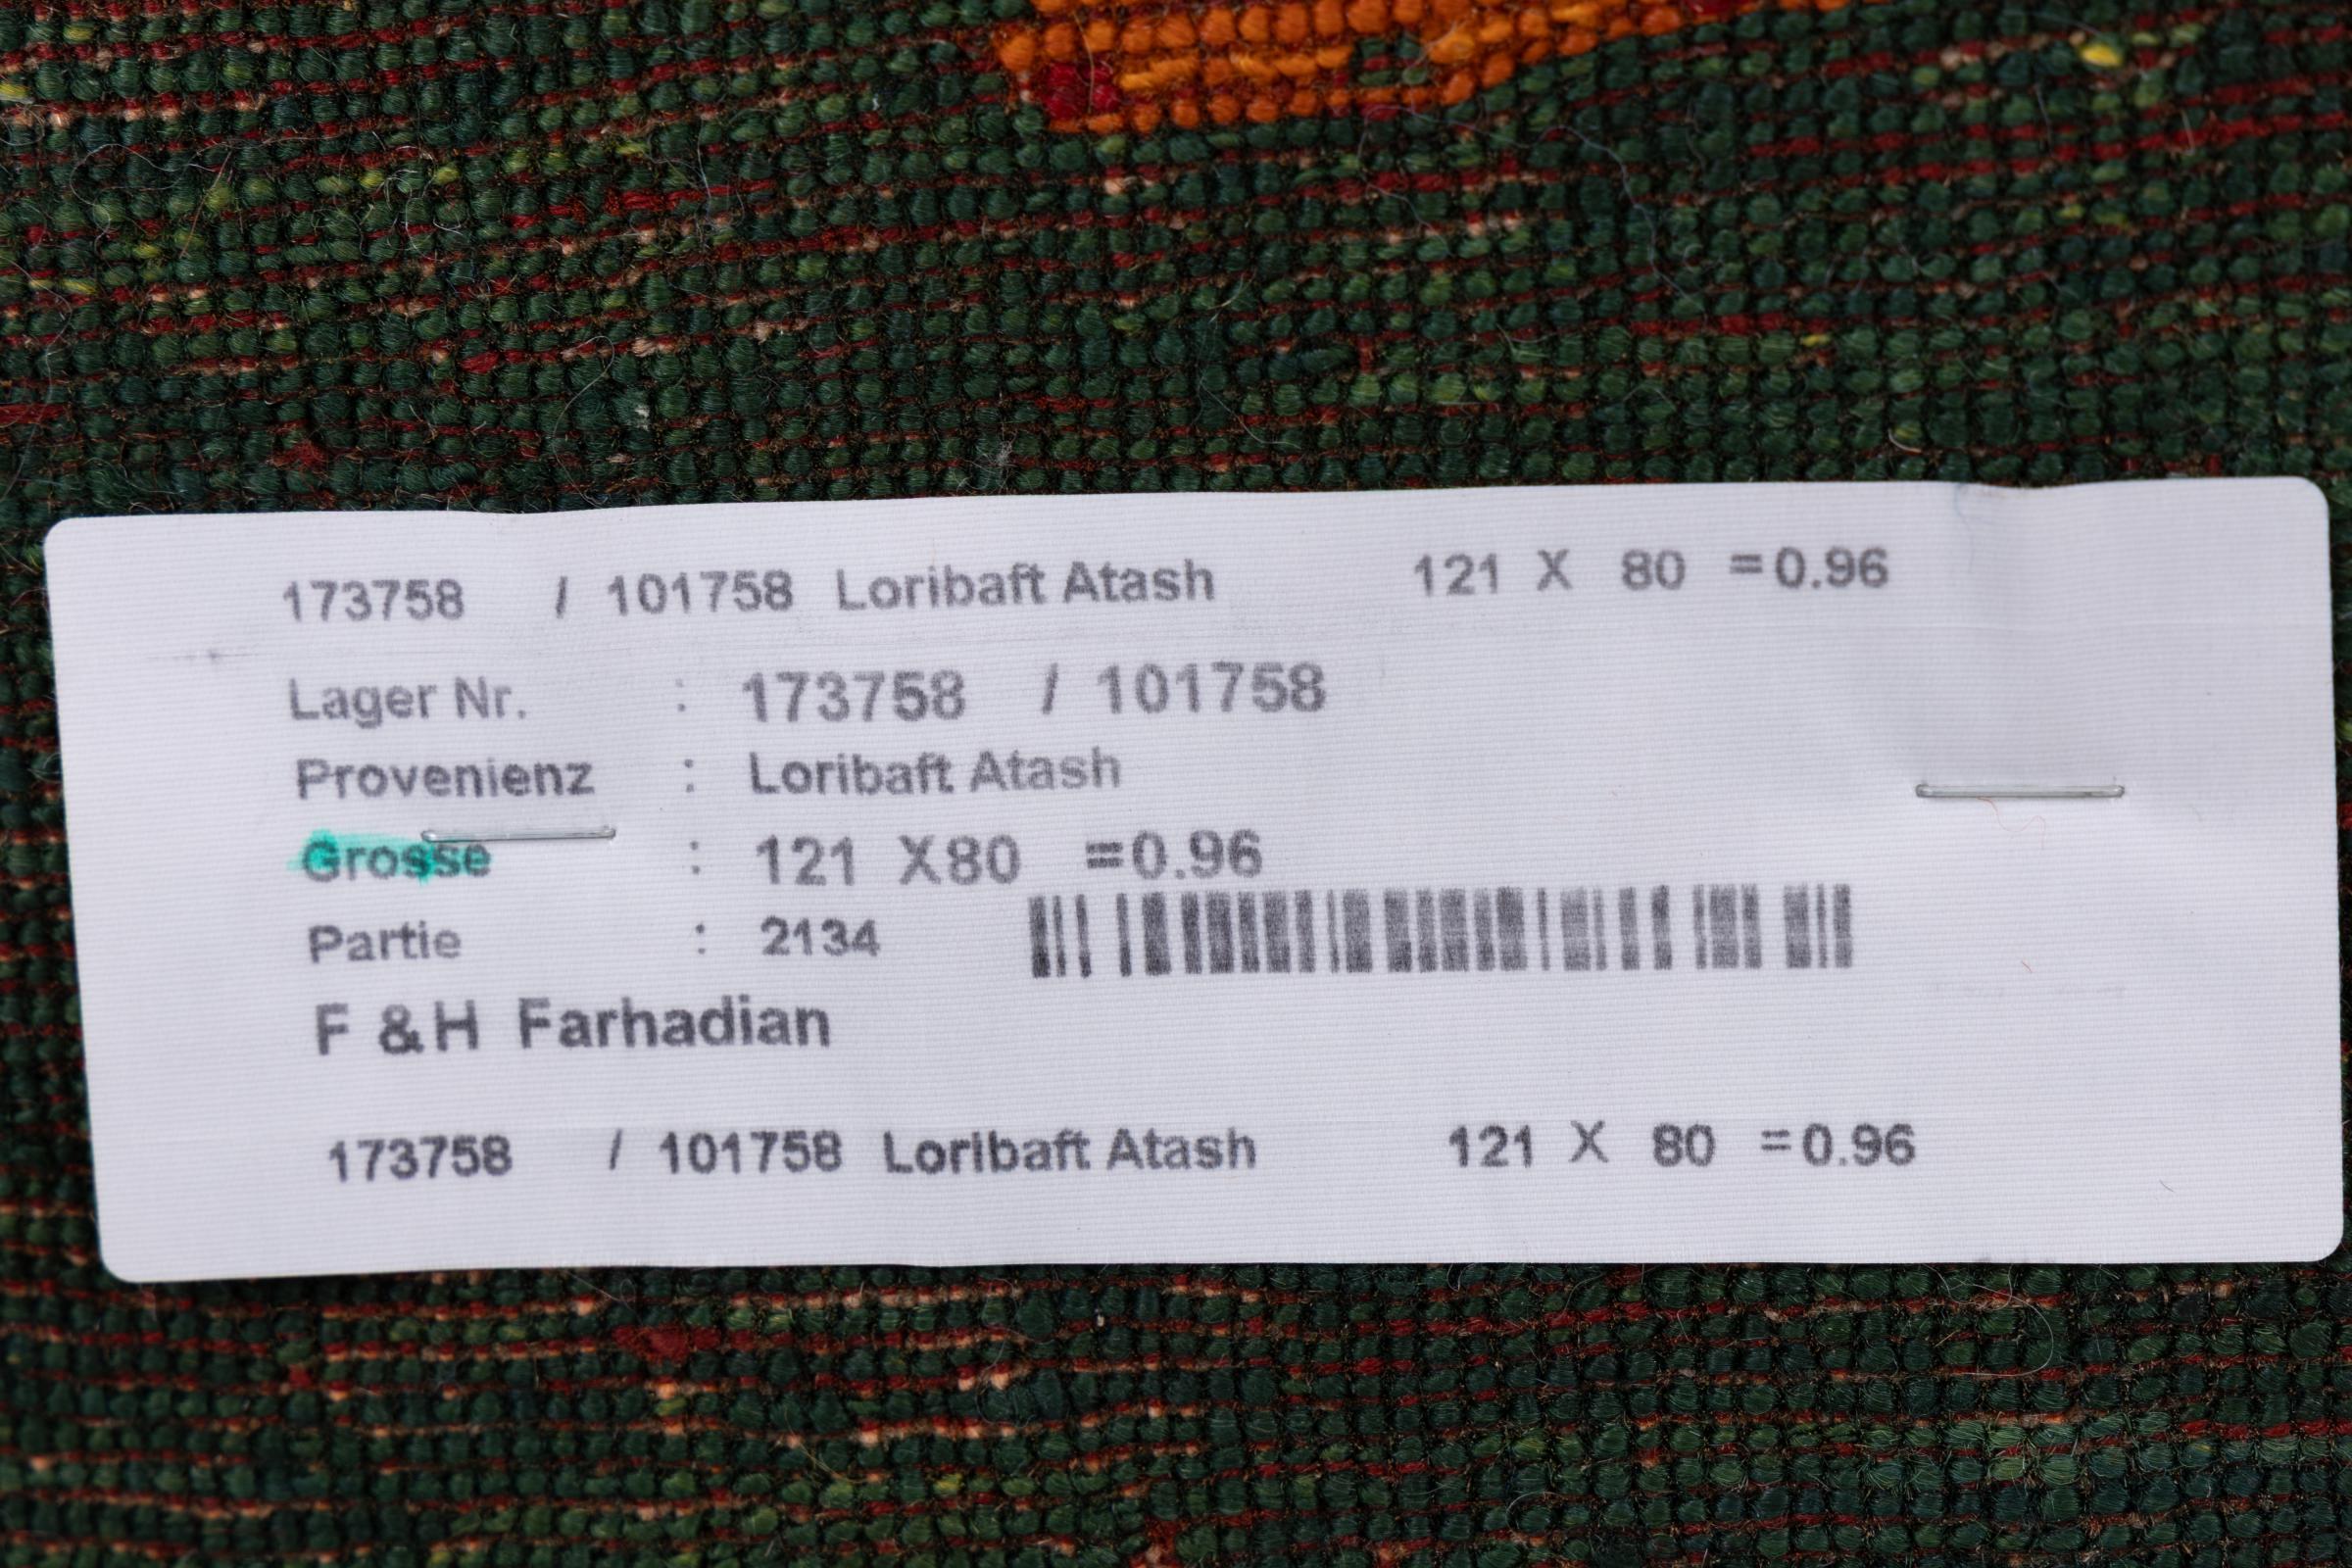 173758 / 101758 Loribaft Atash 121 X 80 =0.96
Lager Nr. : 173758 / 101758
Provenienz : Loribaft Atash
Grosse : 121 X80 =0.96
Partie : 2134
F &H Farhadian
173758 / 101758 Loribaft Atash 121 X 80 =0.96